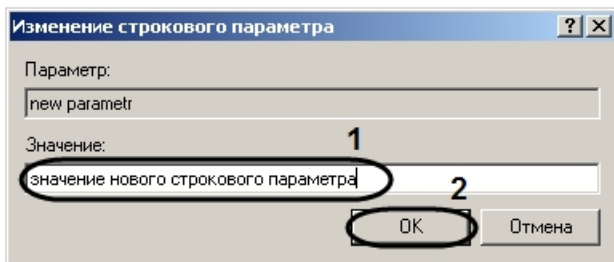 Изменение строкового параметра
Параметр:
new parametr
Значение:
1
значение нового строкового параметра
2
OK
Отмена